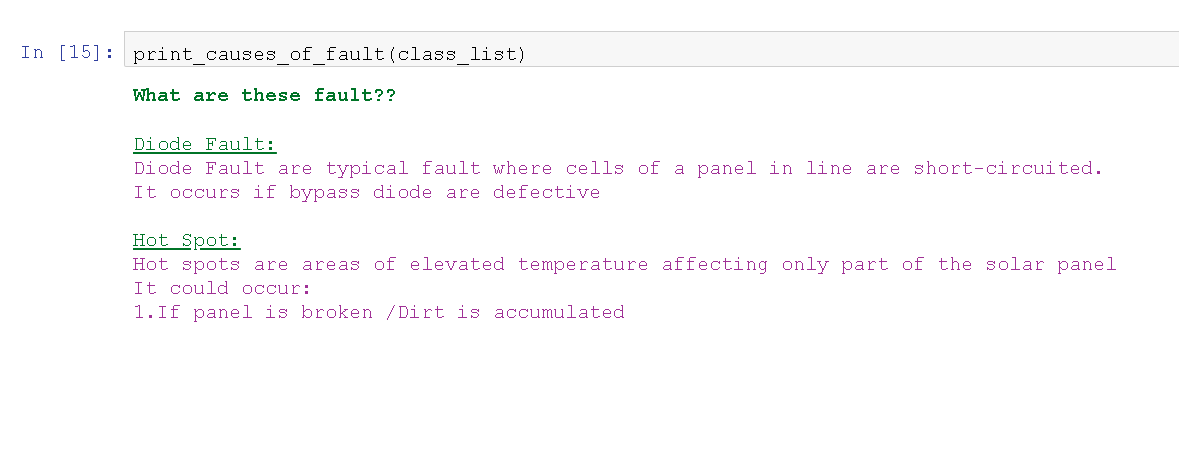 In [15]: print_causes_of_fault(class_list)
What are these fault??
Diode Fault:
Diode Fault are typical fault where cells of a panel in line are short-circuited.
It occurs if bypass diode are defective
Hot Spot:
Hot spots are areas of elevated temperature affecting only part of the solar panel
It could occur:
1.If panel is broken /Dirt is accumulated